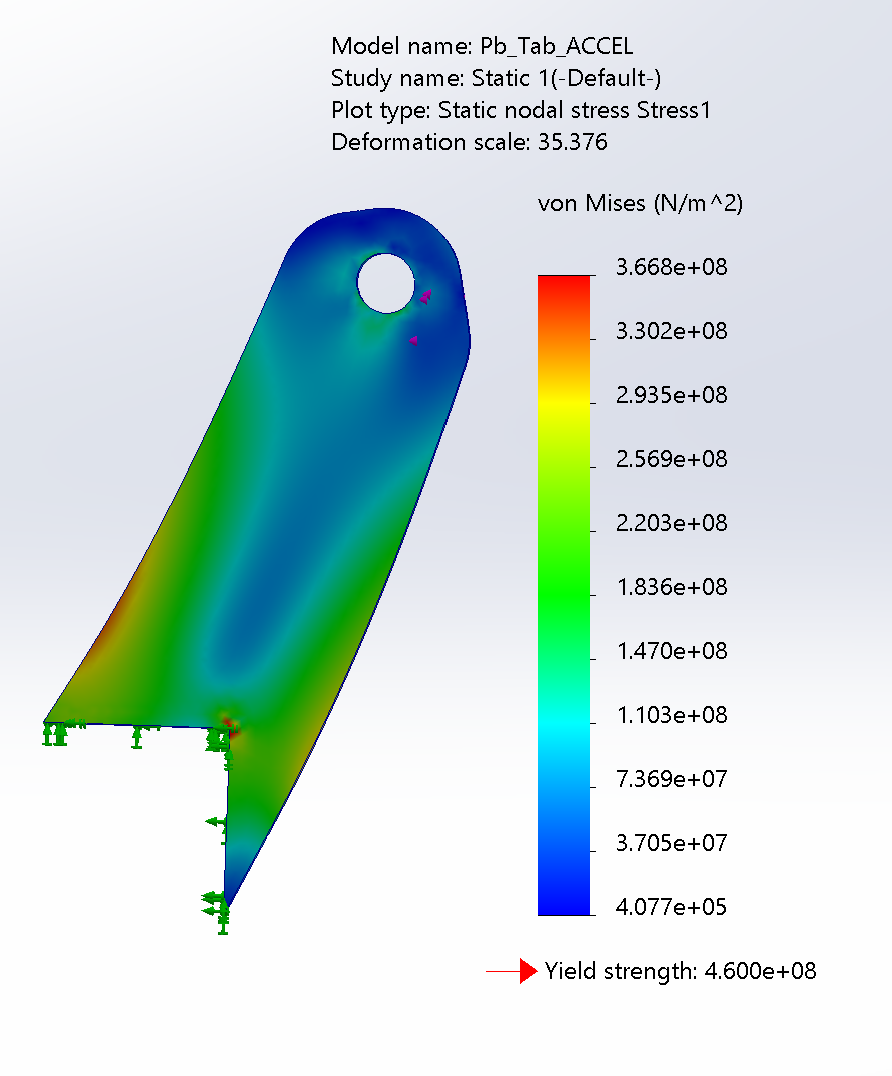 Model name: Pb_Tab_ACCEL
Study name: Static 1(-Default-)
Plot type: Static nodal stress Stress1
Deformation scale: 35.376
von Mises (N/m^2)
3.668e+08
3.302e+08
2.935e+08
2.569e+08
2.203e+08
1.836e+08
1.470e+08
1.103e+08
7.369e+07
3.705e+07
4.077e+05
Yield strength: 4.600e+08